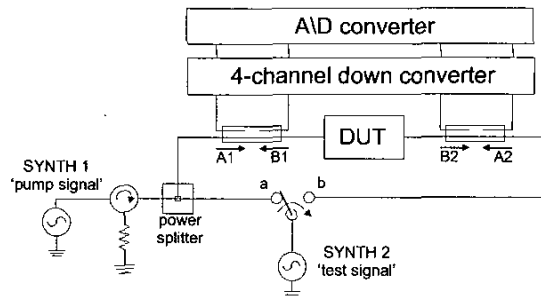 A\D converter
4-channel down converter
DUT
A1 B1
B2 A2
SYNTH 1
'pump signal'
a
b
power
splitter
SYNTH 2
'test signal'